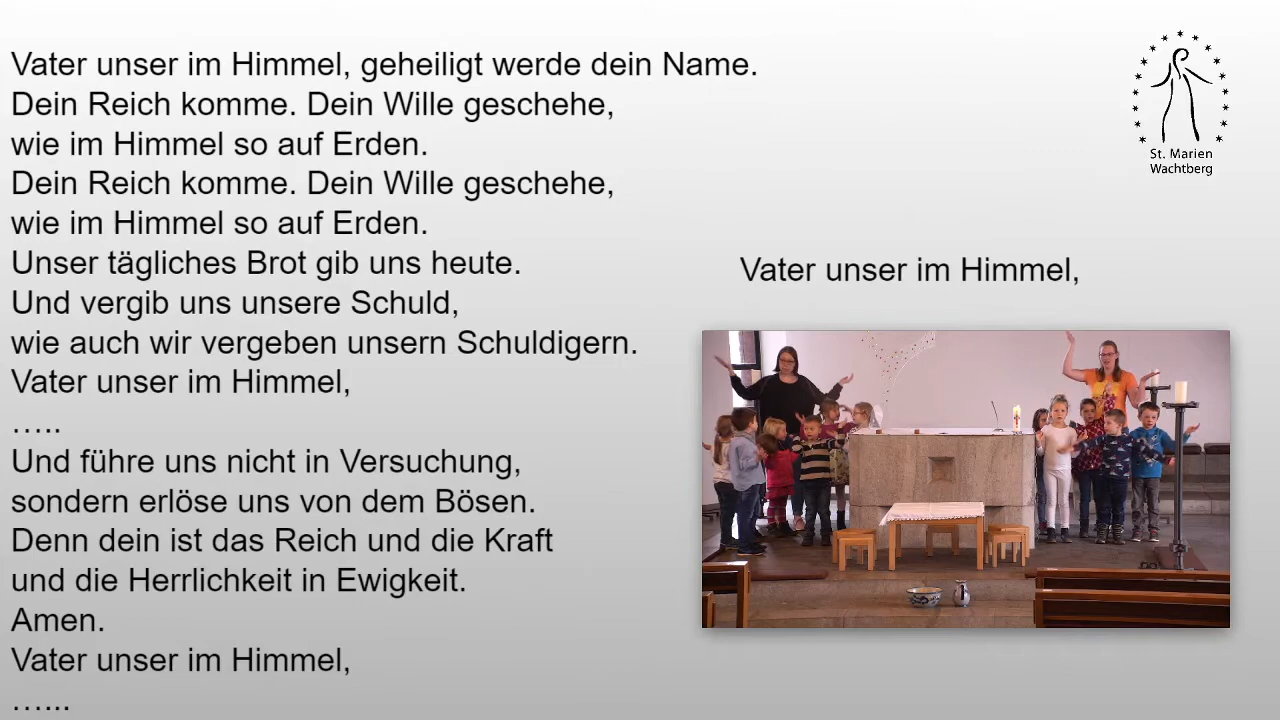 Vater unser im Himmel, geheiligt werde dein Name.
Dein Reich komme. Dein Wille geschehe,
wie im Himmel so auf Erden.
Dein Reich komme. Dein Wille geschehe,
wie im Himmel so auf Erden.
Unser tägliches Brot gib uns heute.
Und vergib uns unsere Schuld,
wie auch wir vergeben unsern Schuldigern.
Vater unser im Himmel,
…..
Und führe uns nicht in Versuchung,
sondern erlöse uns von dem Bösen.
Denn dein ist das Reich und die Kraft
und die Herrlichkeit in Ewigkeit.
Amen.
Vater unser im Himmel,
…...
St. Marien
Wachtberg
Vater unser im Himmel,